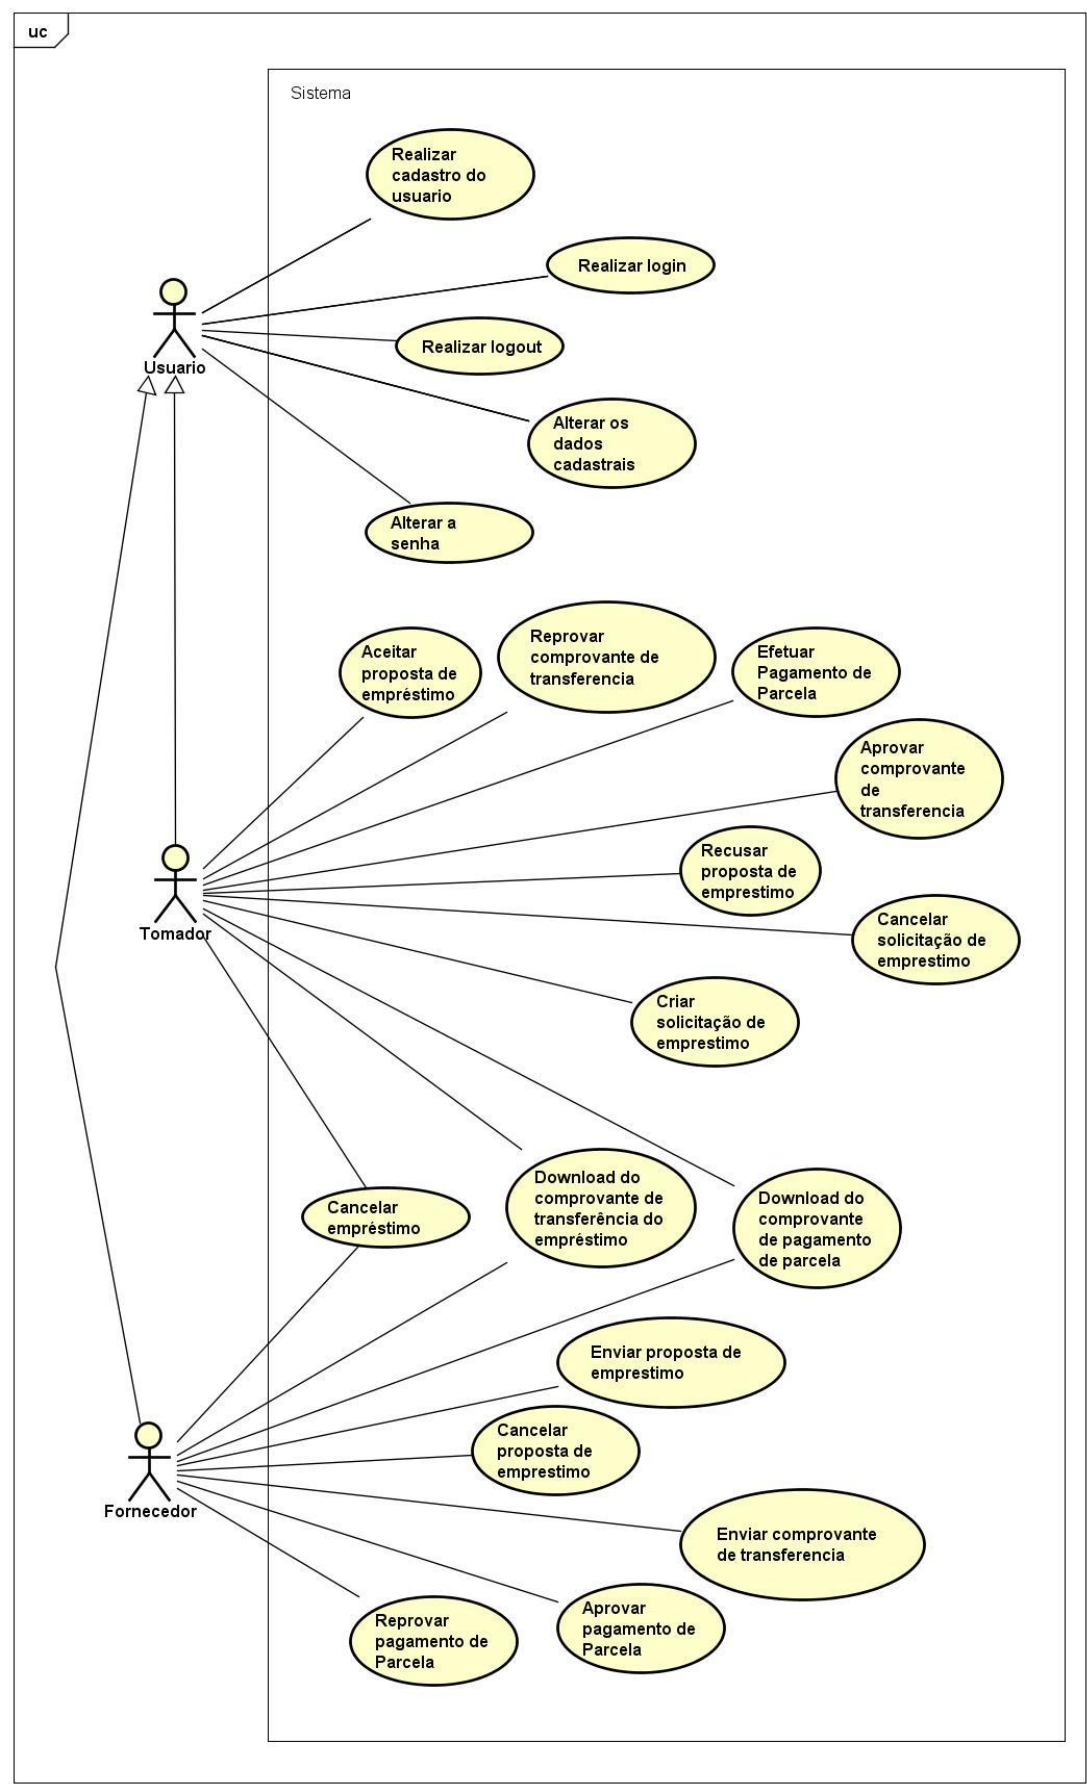 uc
Sistema
Realizar
cadastro do
usuario
Realizar login
Usuario
Realizar logout
Alterar os
dados
cadastrais
Alterar a
senha
Aceitar
proposta de
empréstimo
Reprovar
comprovante de
transferencia
Efetuar
Pagamento de
Parcela
Aprovar
comprovante
de
transferencia
Recusar
proposta de
emprestimo
Tomador
Cancelar
solicitação de
emprestimo
Criar
solicitação de
emprestimo
Cancelar
empréstimo
Download do
comprovante de
transferência do
empréstimo
Download do
comprovante
de pagamento
de parcela
Enviar proposta de
emprestimo
Cancelar
proposta de
emprestimo
Fornecedor
Enviar comprovante
de transferencia
Reprovar
pagamento de
Parcela
Aprovar
pagamento de
Parcela